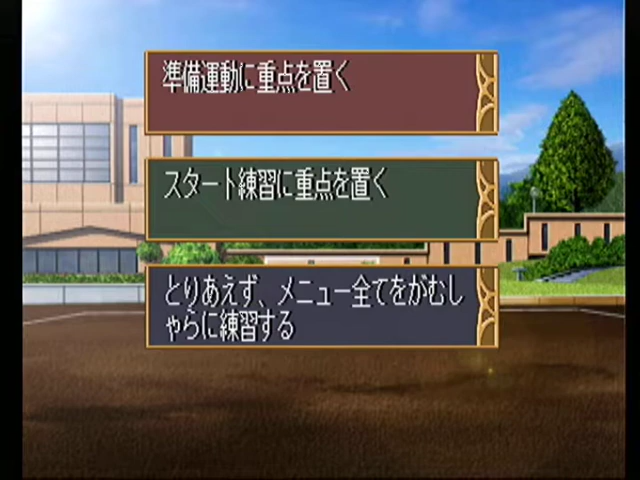 準備運動に重点を置く
スタート練習に重点を置く
とりあえず、メニュー全てをがむし
ゃらに練習する